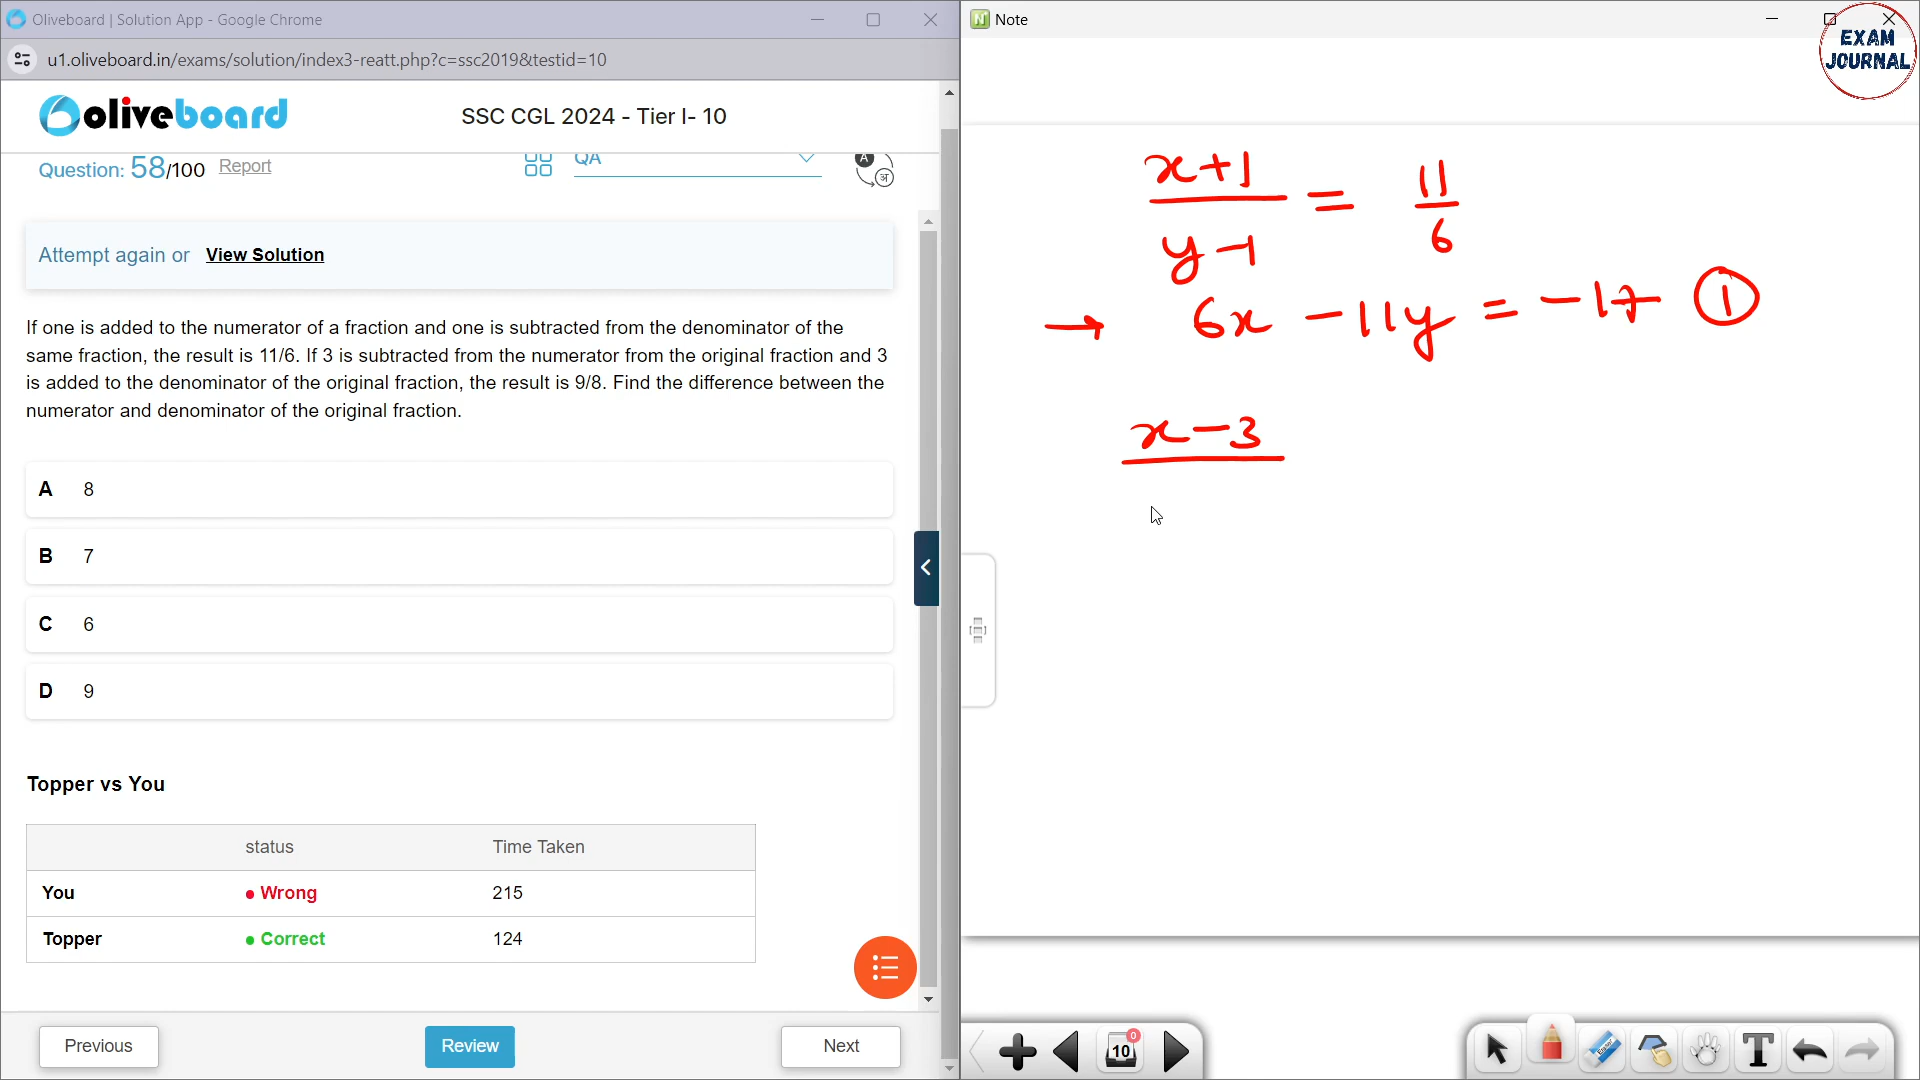 Oliveboard | Solution App - Google Chrome
u1.oliveboard.in/exams/solution/index3-reatt.php?c=ssc2019&testid=10
oliveboard
SSC CGL 2024 - Tier I- 10
Question: 58/100 Report
QA
A
अ
Attempt again or View Solution
If one is added to the numerator of a fraction and one is subtracted from the denominator of the
same fraction, the result is 11/6. If 3 is subtracted from the numerator from the original fraction and 3
is added to the denominator of the original fraction, the result is 9/8. Find the difference between the
numerator and denominator of the original fraction.
A 8
B 7
C 6
D 9
Topper vs You
status Time Taken
You Wrong 215
Topper Correct 124
Previous Review Next
N Note
EXAM
JOURNAL
x+1 = 11
y-1 6
→ 6x - 11y = -17 ①
x-3
10 0
T